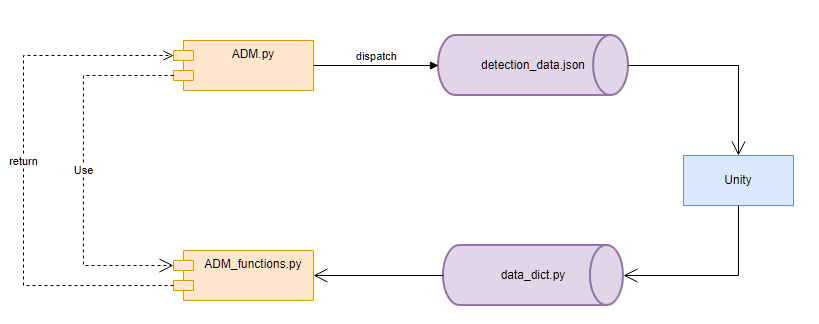 ADM.py
dispatch
detection_data.json
return
Use
Unity
ADM_functions.py
data_dict.py